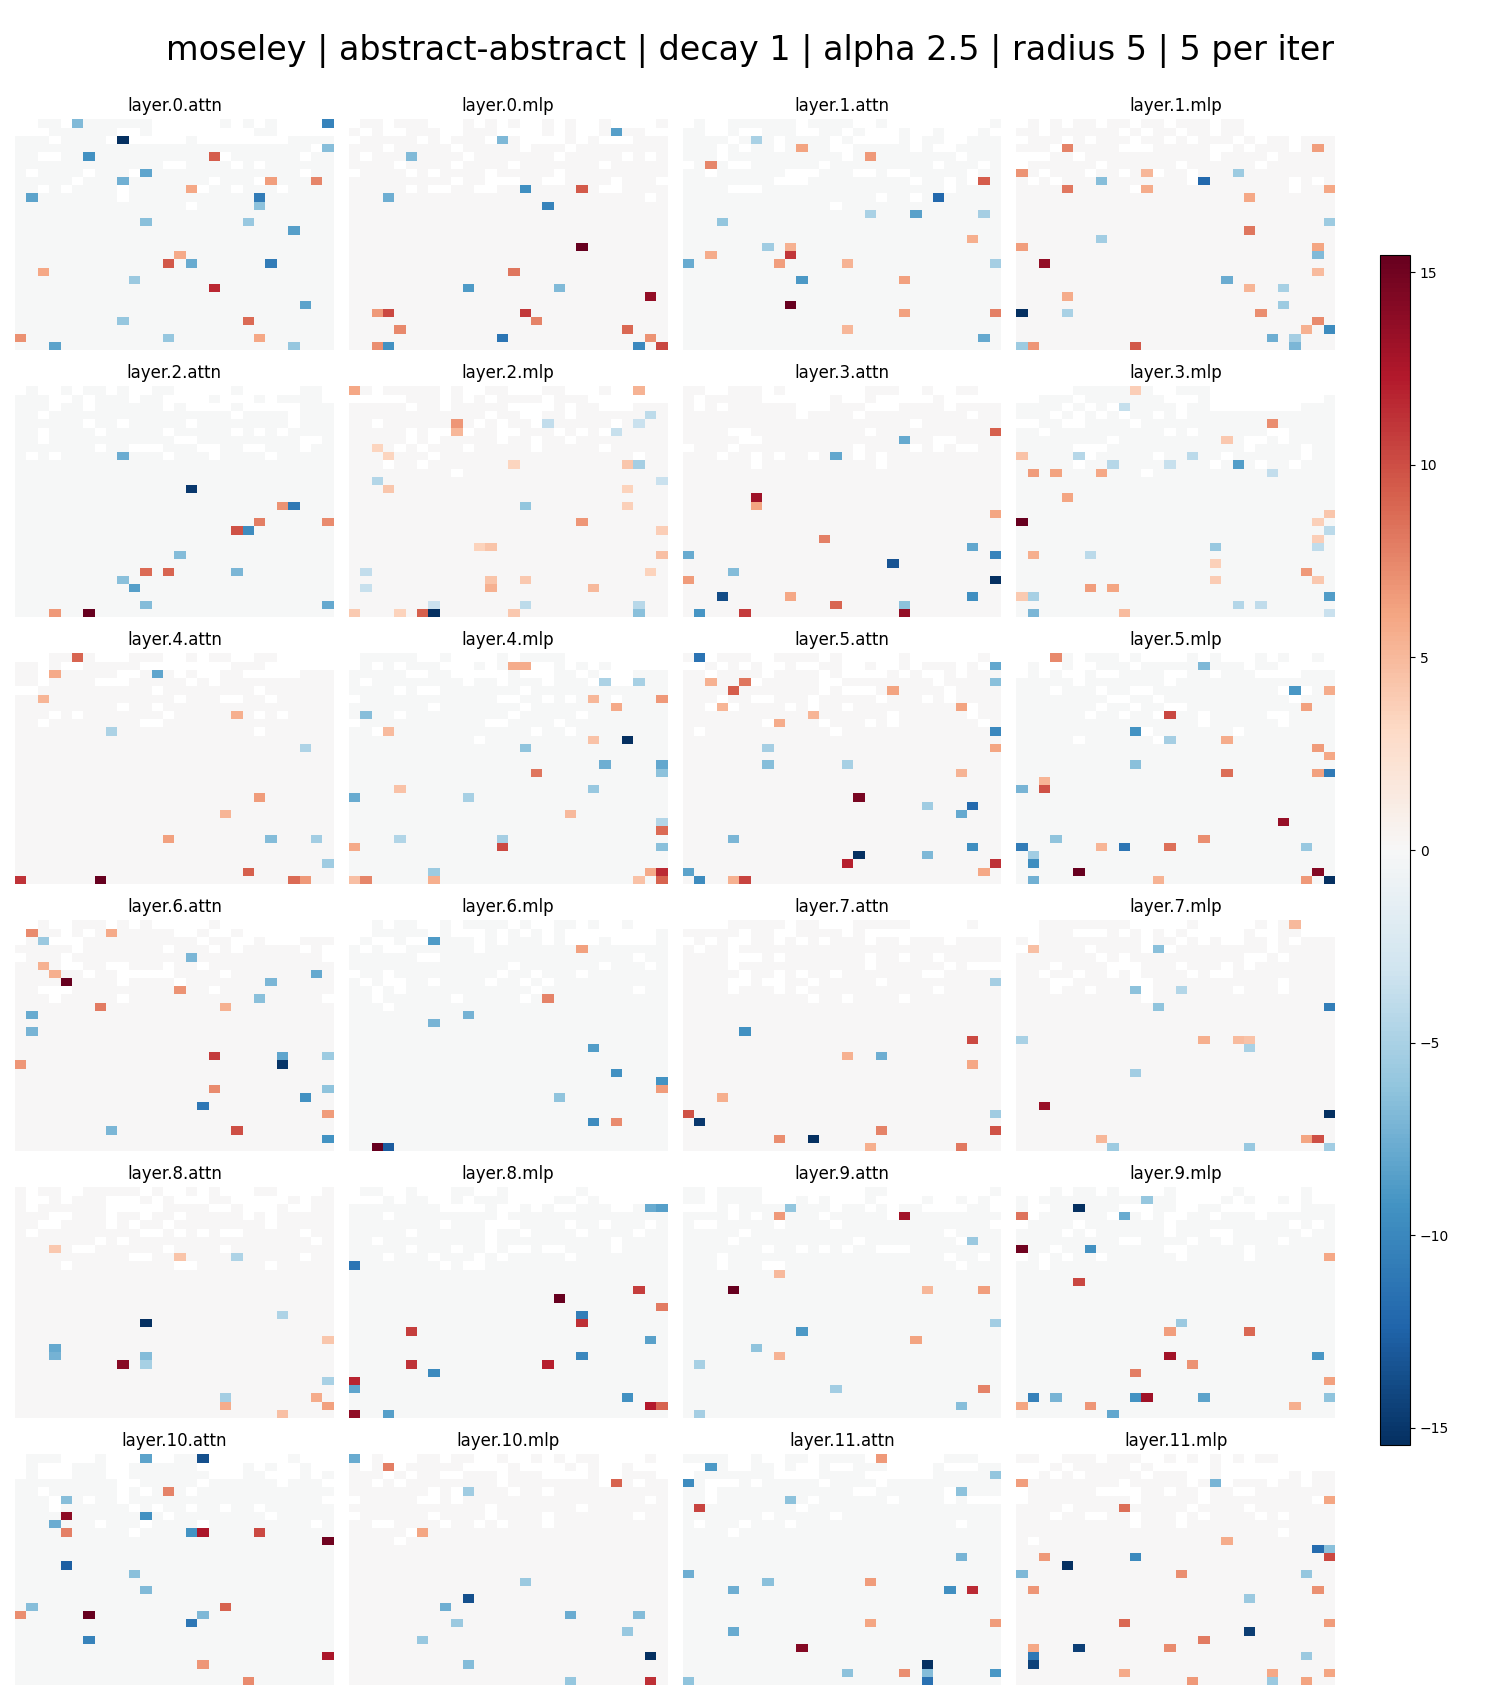 moseley | abstract-abstract | decay 1 | alpha 2.5 | radius 5 | 5 per iter
layer.0.attn
layer.0.mlp
layer.1.attn
layer.1.mlp
layer.2.attn
layer.2.mlp
layer.3.attn
layer.3.mlp
layer.4.attn
layer.4.mlp
layer.5.attn
layer.5.mlp
layer.6.attn
layer.6.mlp
layer.7.attn
layer.7.mlp
layer.8.attn
layer.8.mlp
layer.9.attn
layer.9.mlp
layer.10.attn
layer.10.mlp
layer.11.attn
layer.11.mlp
15
10
5
0
−5
−10
−15